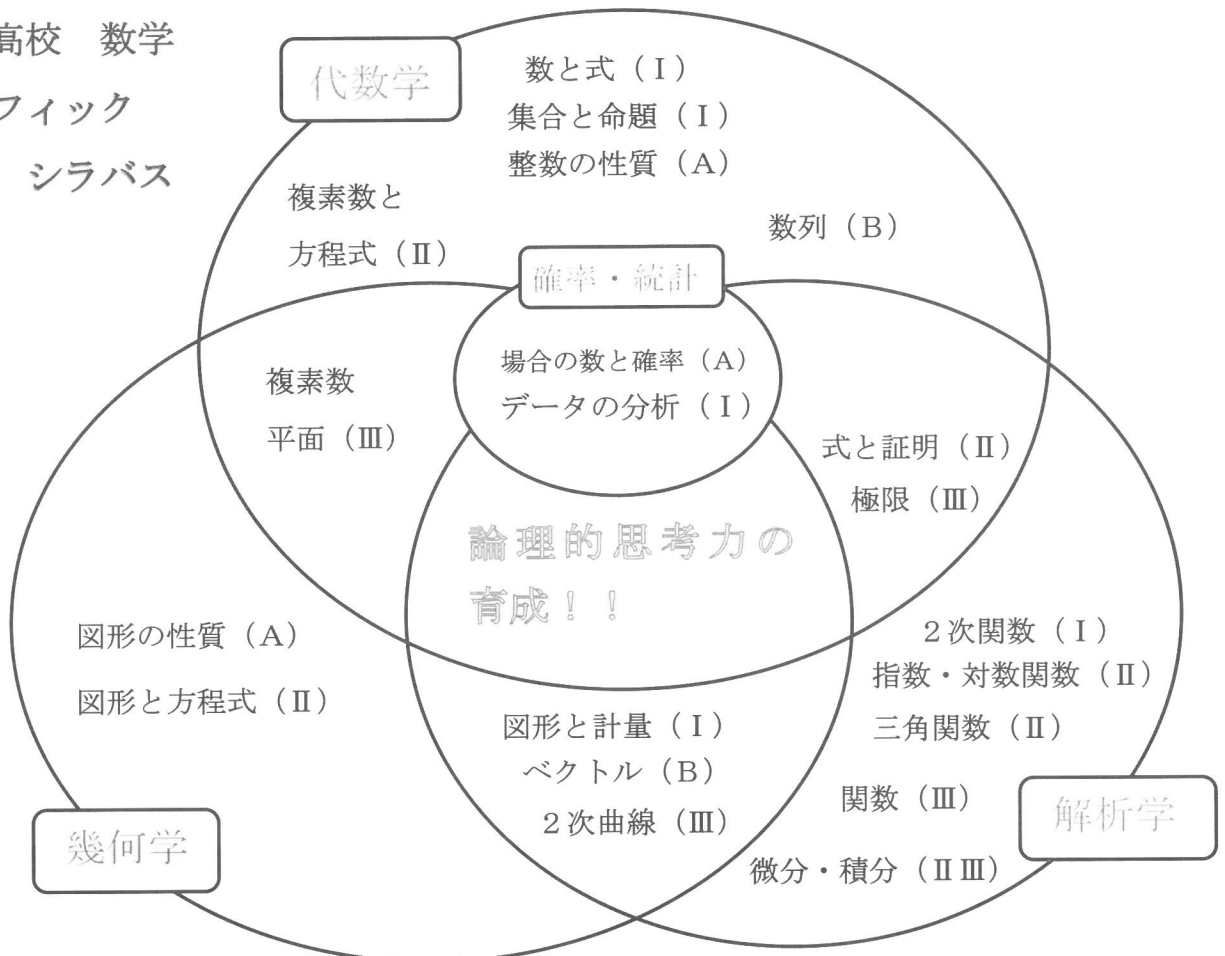 高校　数学
フィック
シラバス
代数学
数と式（Ⅰ）
集合と命題（Ⅰ）
整数の性質（A）
複素数と
方程式（Ⅱ）
数列（B）
確率・統計
場合の数と確率（A）
データの分析（Ⅰ）
複素数
平面（Ⅲ）
式と証明（Ⅱ）
極限（Ⅲ）
論理的思考力の
育成！！
図形の性質（A）
図形と方程式（Ⅱ）
２次関数（Ⅰ）
指数・対数関数（Ⅱ）
三角関数（Ⅱ）
図形と計量（Ⅰ）
ベクトル（B）
２次曲線（Ⅲ）
関数（Ⅲ）
微分・積分（ⅡⅢ）
幾何学
解析学